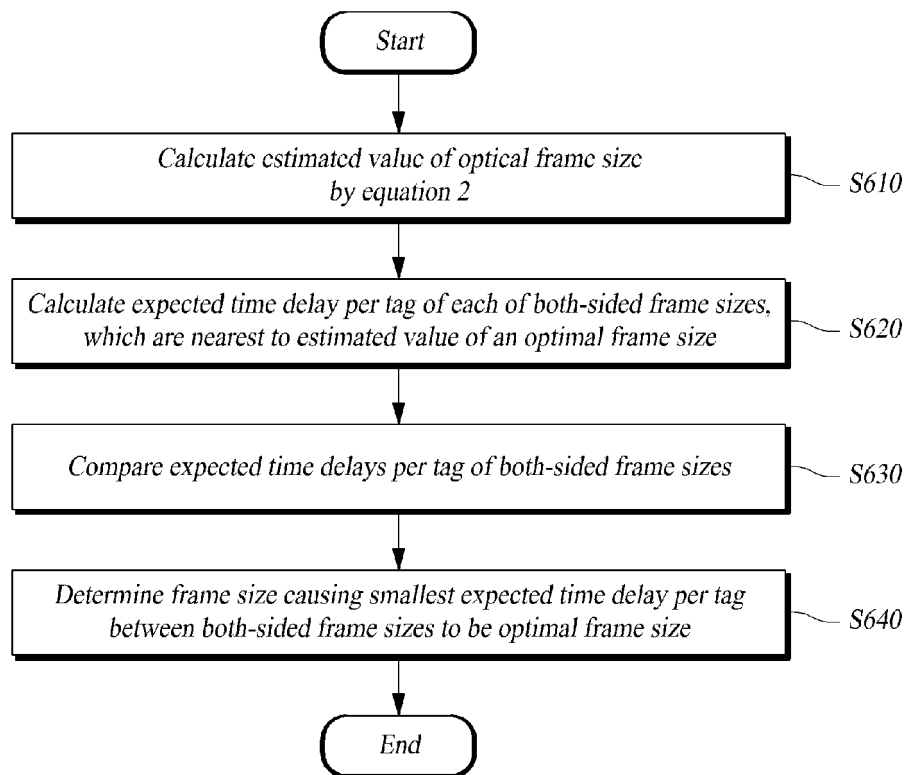 Start
Calculate estimated value of optical frame size
by equation 2
S610
Calculate expected time delay per tag of each of both-sided frame sizes,
which are nearest to estimated value of an optimal frame size
S620
Compare expected time delays per tag of both-sided frame sizes
S630
Determine frame size causing smallest expected time delay per tag
between both-sided frame sizes to be optimal frame size
S640
End